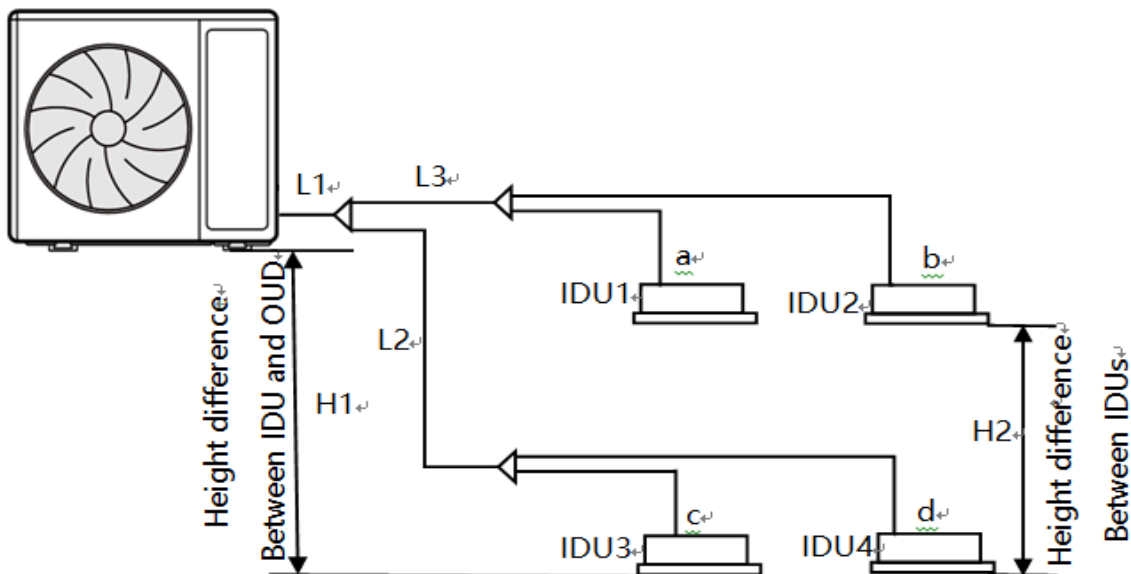 L1↵
L3↵
a↵
IDU1↵
b↵
IDU2↵
Height difference↵
Between IDU and OUD↵
H1↵
L2↵
H2↵
Height difference↵
Between IDUs↵
c↵
IDU3↵
d↵
IDU4↵